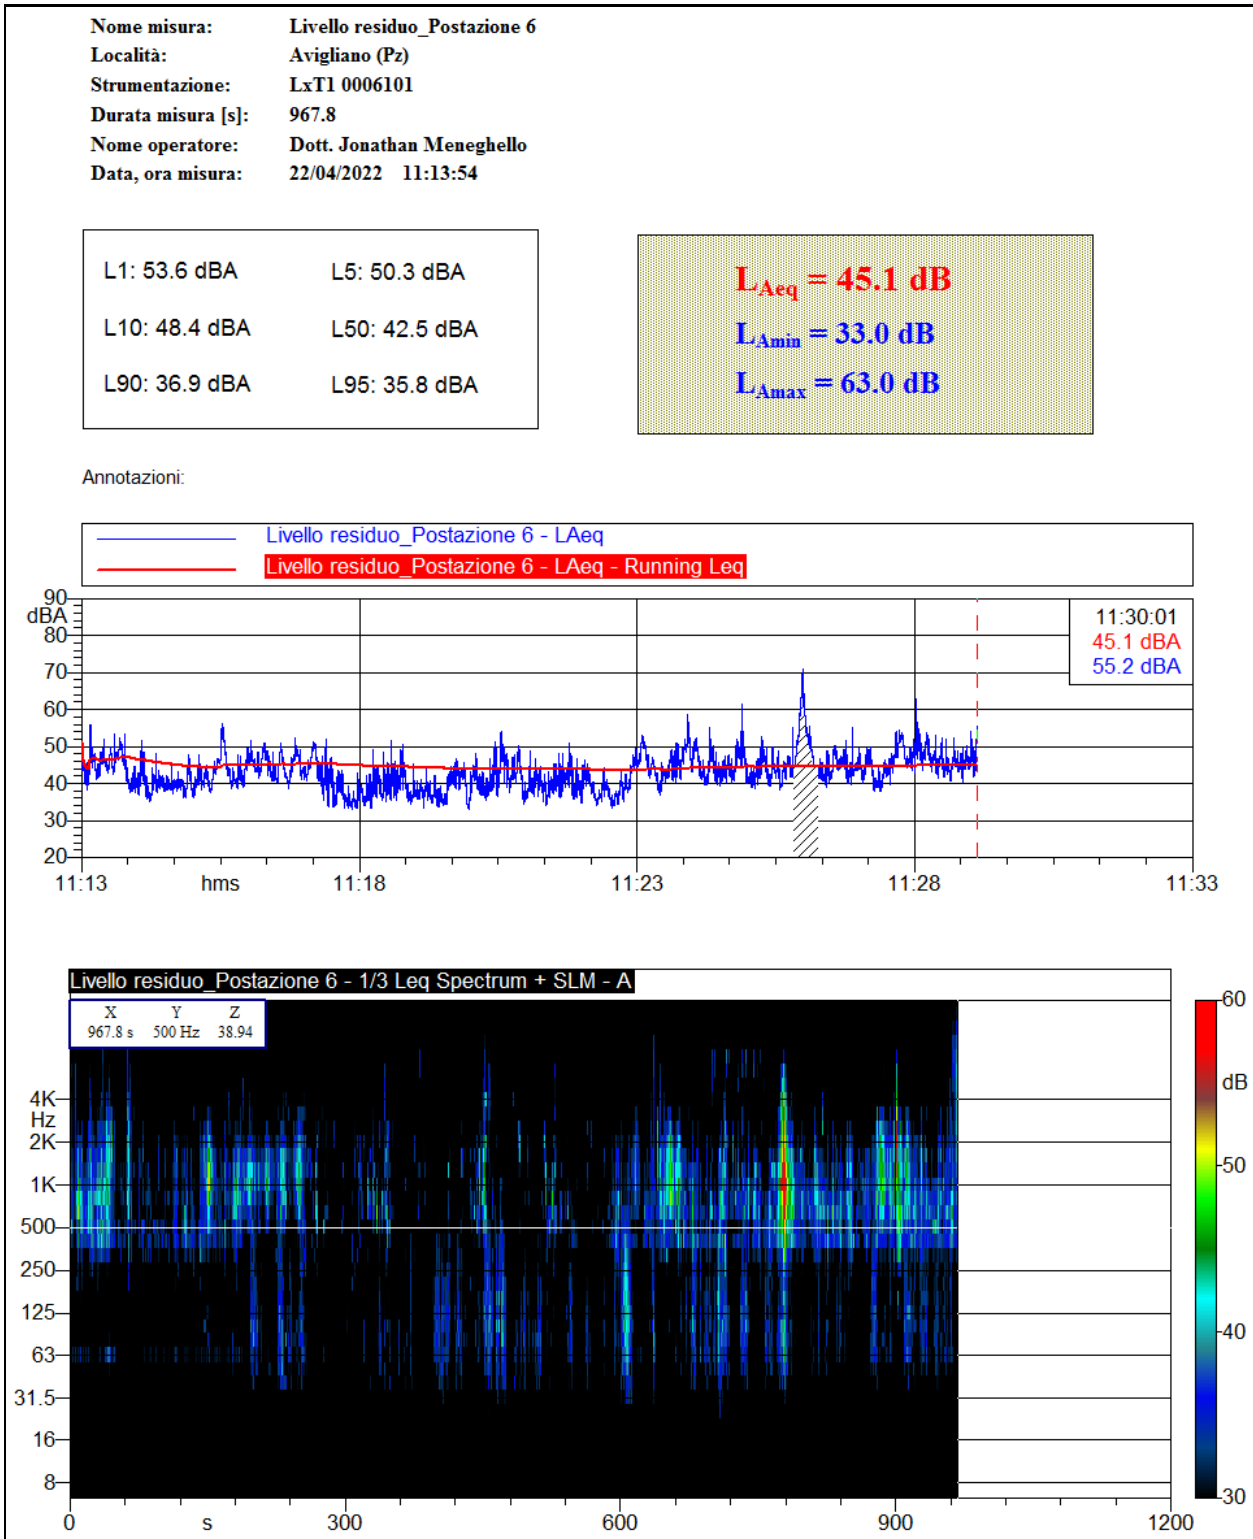 Nome misura: Livello residuo_Postazione 6
Località: Avigliano (Pz)
Strumentazione: LxT1 0006101
Durata misura [s]: 967.8
Nome operatore: Dott. Jonathan Meneghello
Data, ora misura: 22/04/2022 11:13:54
L1: 53.6 dBA L5: 50.3 dBA
L10: 48.4 dBA L50: 42.5 dBA
L90: 36.9 dBA L95: 35.8 dBA
LAeq = 45.1 dB
LAmin = 33.0 dB
LAmax = 63.0 dB
Annotazioni:
Livello residuo_Postazione 6 - LAeq
Livello residuo_Postazione 6 - LAeq - Running Leq
90
dBA
80
70
60
50
40
30
20
11:30:01
45.1 dBA
55.2 dBA
11:13 hms 11:18 11:23 11:28 11:33
Livello residuo_Postazione 6 - 1/3 Leq Spectrum + SLM - A
X Y Z
967.8 s 500 Hz 38.94
4K
Hz
2K
1K
500
250
125
63
31.5
16
8
60
dB
50
40
30
0 s 300 600 900 1200